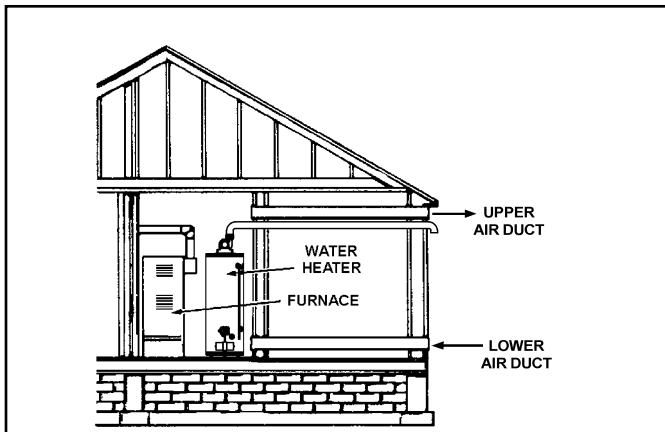 UPPER
AIR DUCT
WATER
HEATER
FURNACE
LOWER
AIR DUCT